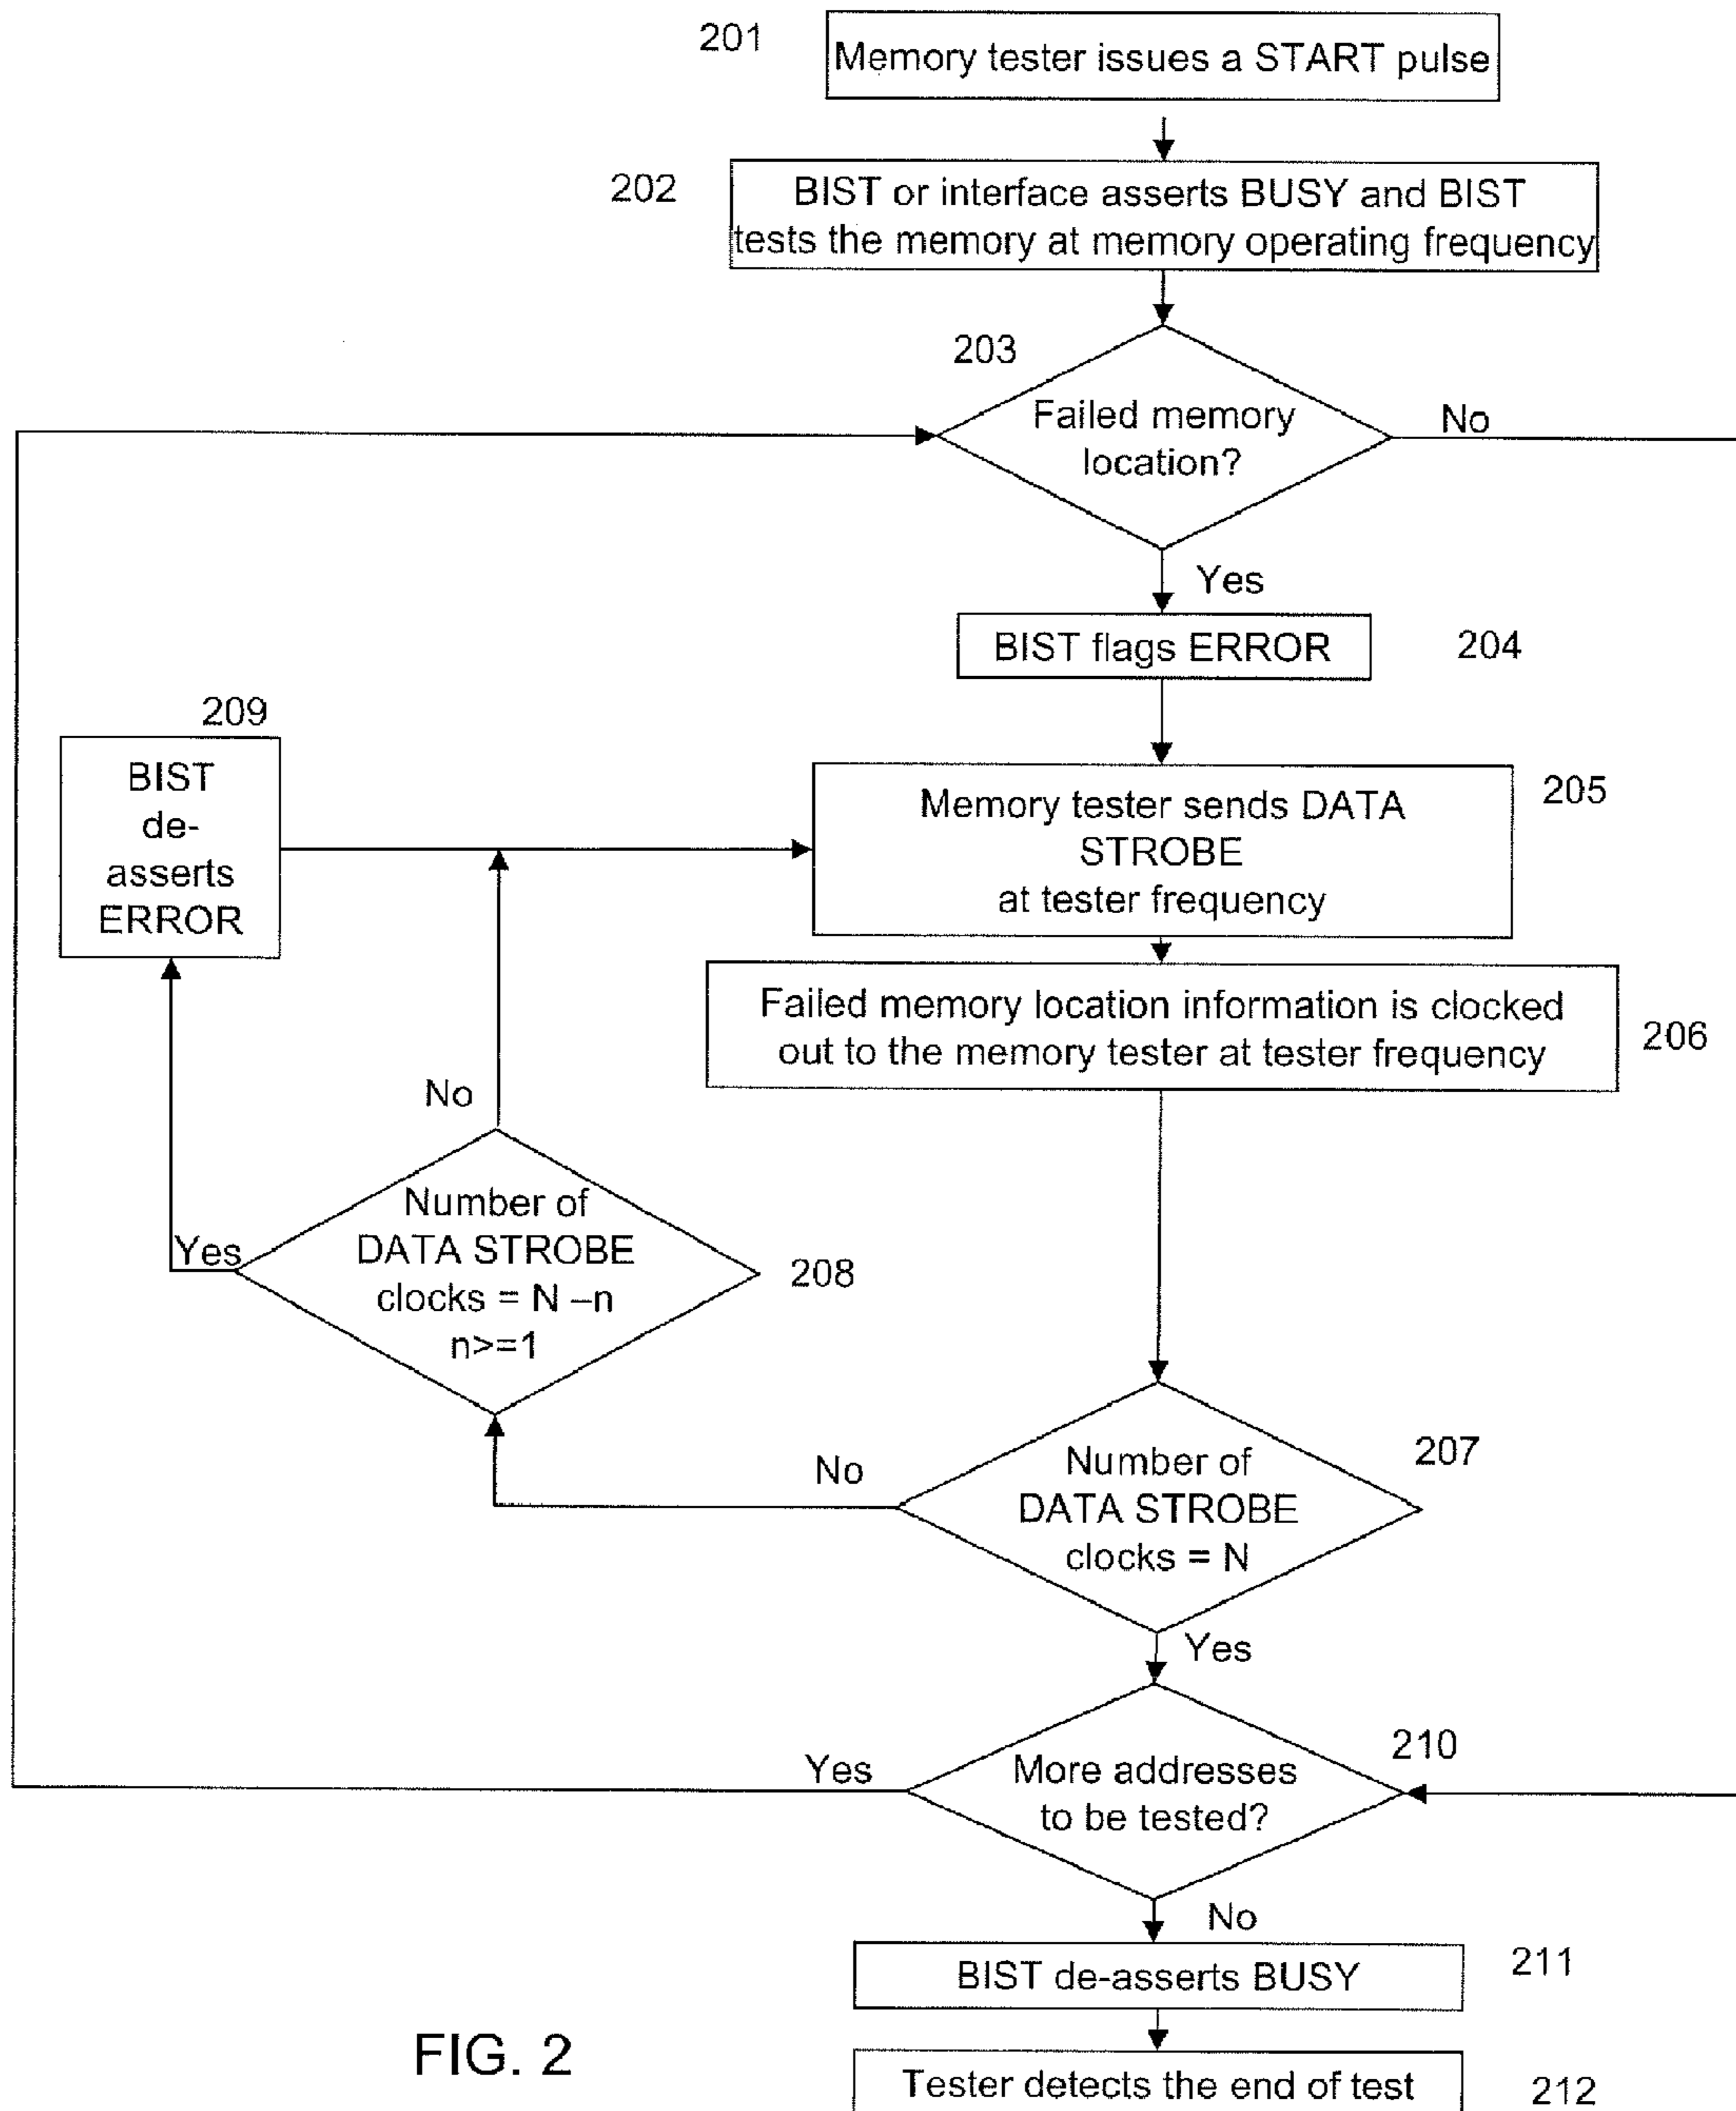 201
Memory tester issues a START pulse
202
BIST or interface asserts BUSY and BIST
tests the memory at memory operating frequency
203
Failed memory
location?
No
Yes
BIST flags ERROR
204
209
BIST
de-
asserts
ERROR
Memory tester sends DATA
STROBE
at tester frequency
205
Failed memory location information is clocked
out to the memory tester at tester frequency
206
No
Number of
DATA STROBE
clocks = N –n
n>=1
Yes
208
No
Number of
DATA STROBE
clocks = N
207
Yes
More addresses
to be tested?
210
Yes
No
BIST de-asserts BUSY
211
Tester detects the end of test
212
FIG. 2